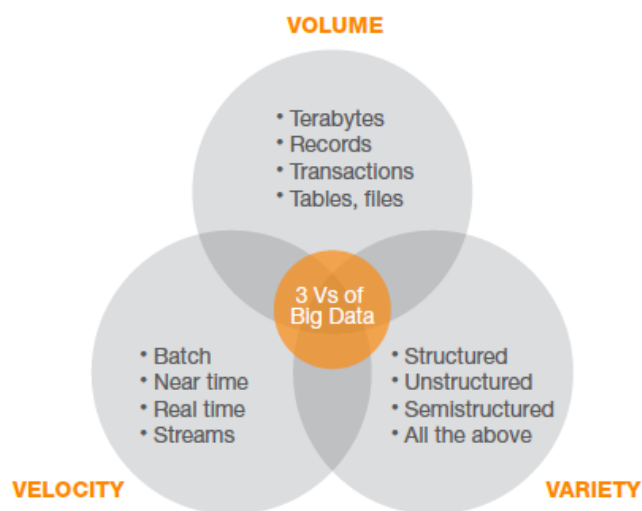 VOLUME
• Terabytes
• Records
• Transactions
• Tables, files
3 Vs of
Big Data
• Batch
• Near time
• Real time
• Streams
• Structured
• Unstructured
• Semistructured
• All the above
VELOCITY
VARIETY